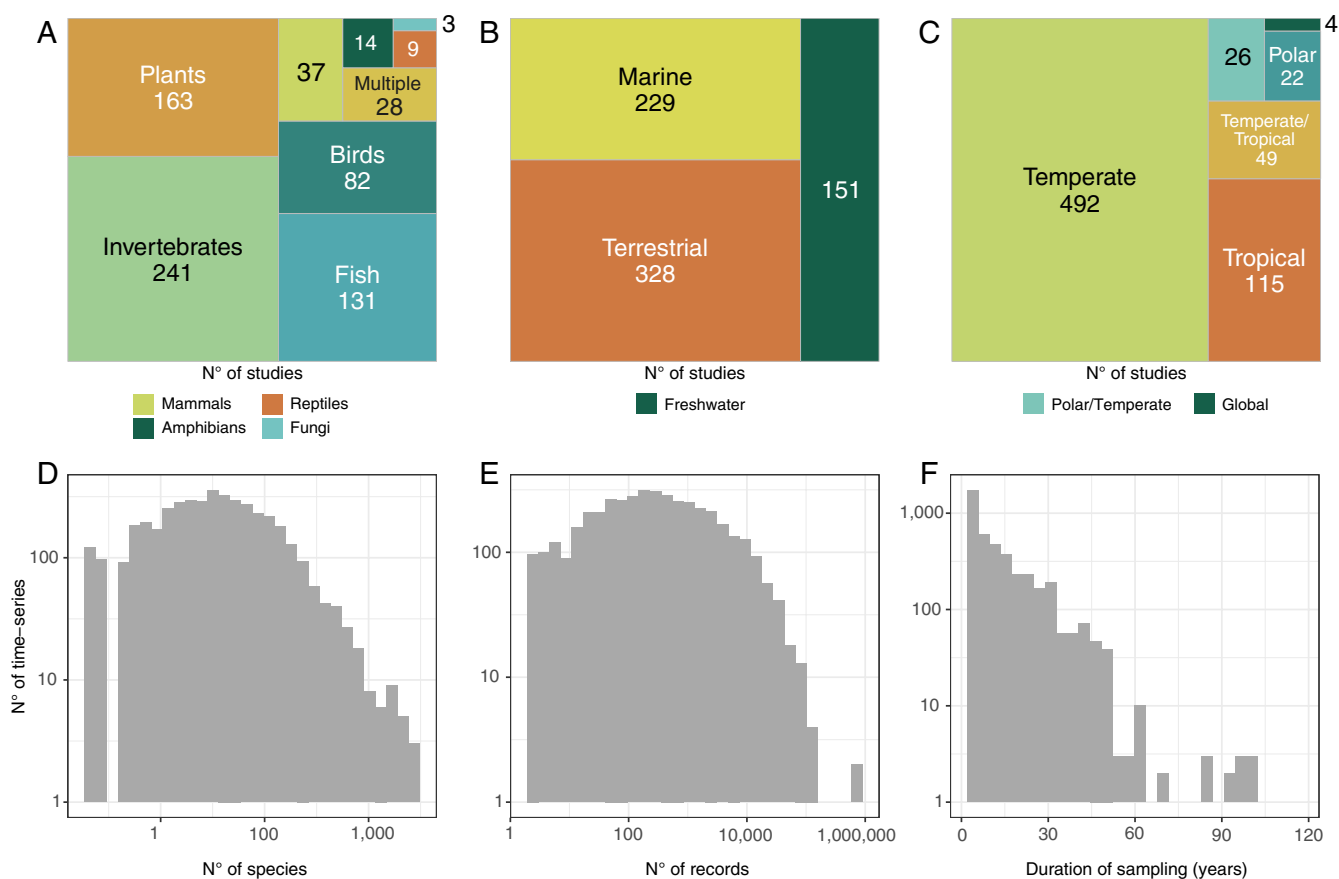 A
Plants
163
37
14
9
3
Multiple
28
Birds
82
Invertebrates
241
Fish
131
N° of studies
Mammals
Reptiles
Amphibians
Fungi
B
Marine
229
151
Terrestrial
328
N° of studies
Freshwater
C
Temperate
492
26
4
Polar
22
Temperate/
Tropical
49
Tropical
115
N° of studies
Polar/Temperate
Global
D
N° of time–series
100
10
1
1
100
1,000
N° of species
E
100
10
1
1
100
10,000
1,000,000
N° of records
F
1,000
100
10
1
0
30
60
90
120
Duration of sampling (years)